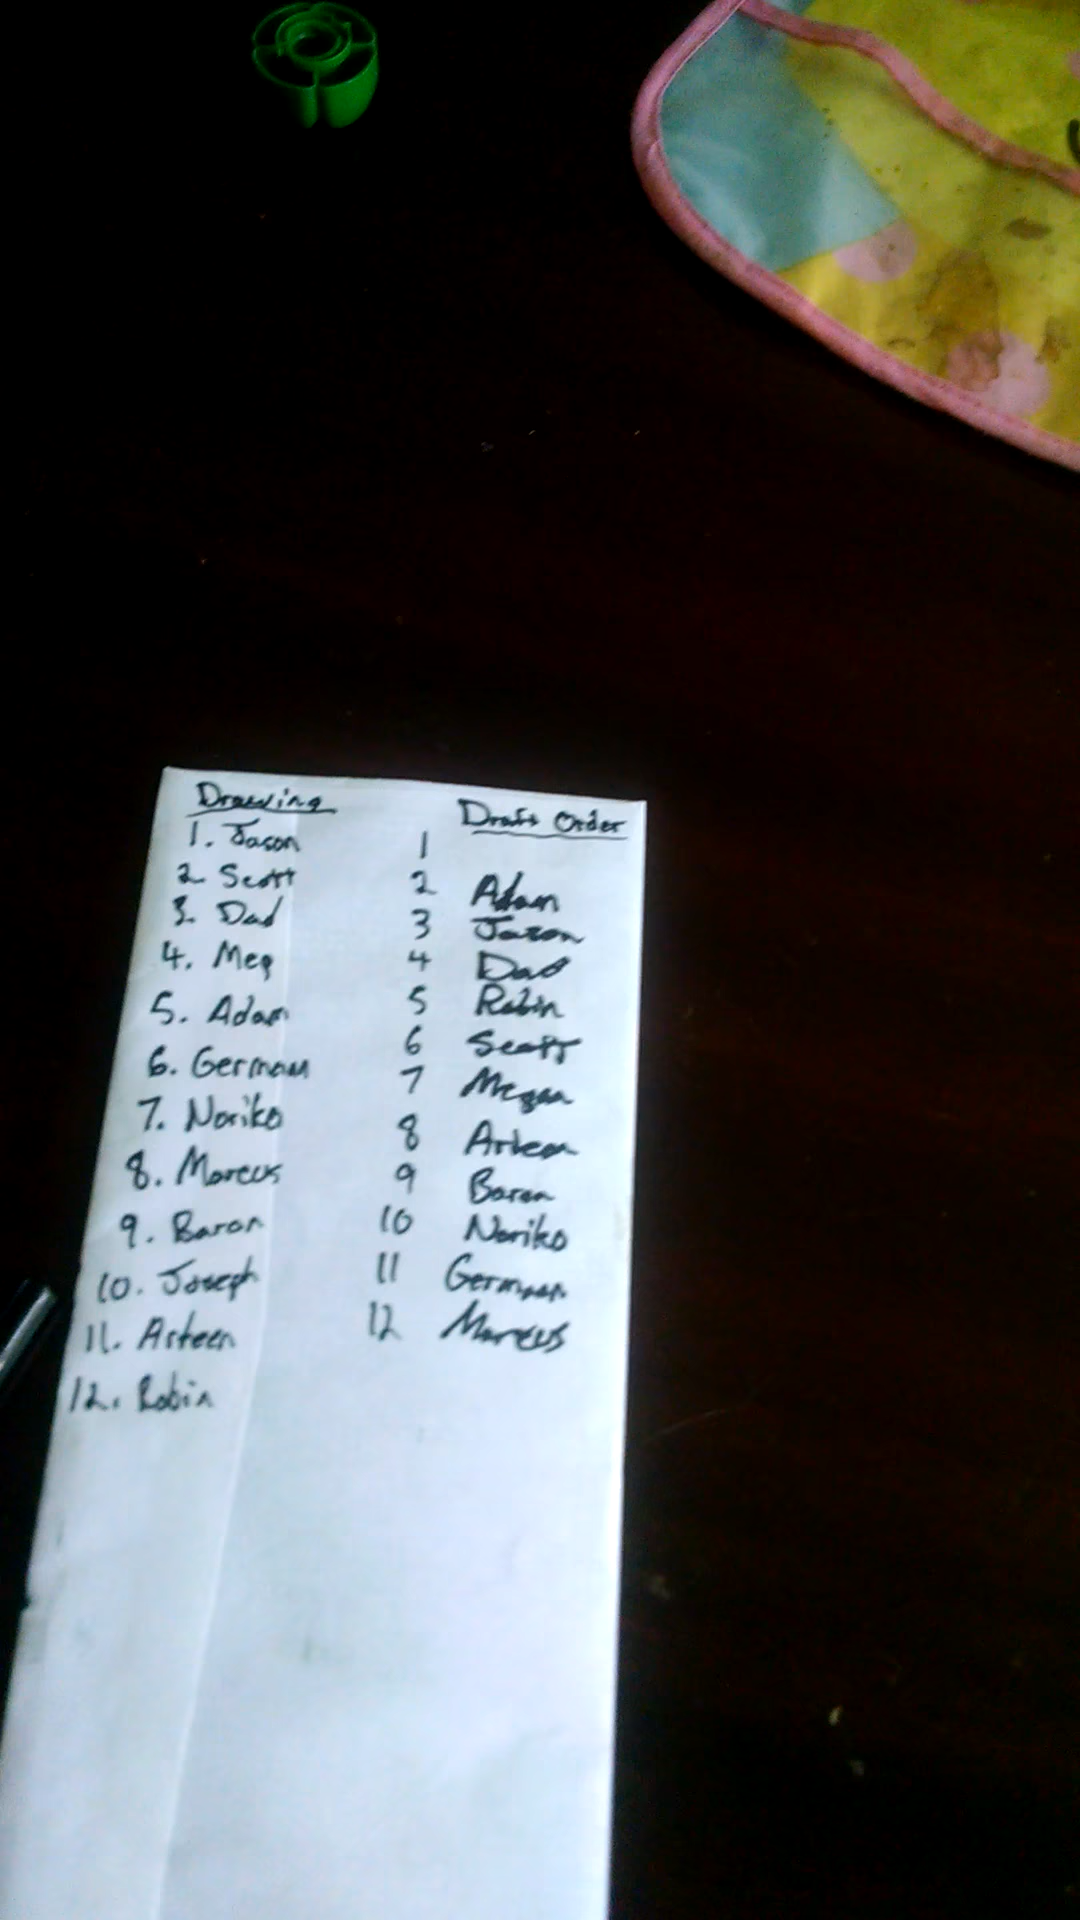 Drawing
1. Jason
2. Scott
3. Dad
4. Meg
5. Adam
6. German
7. Noriko
8. Marcus
9. Baron
10. Joseph
11. Arteen
12. Robin
Draft Order
1
2 Adam
3 Jason
4 Dad
5 Robin
6 Scott
7 Megan
8 Arteen
9 Baron
10 Noriko
11 German
12 Marcus